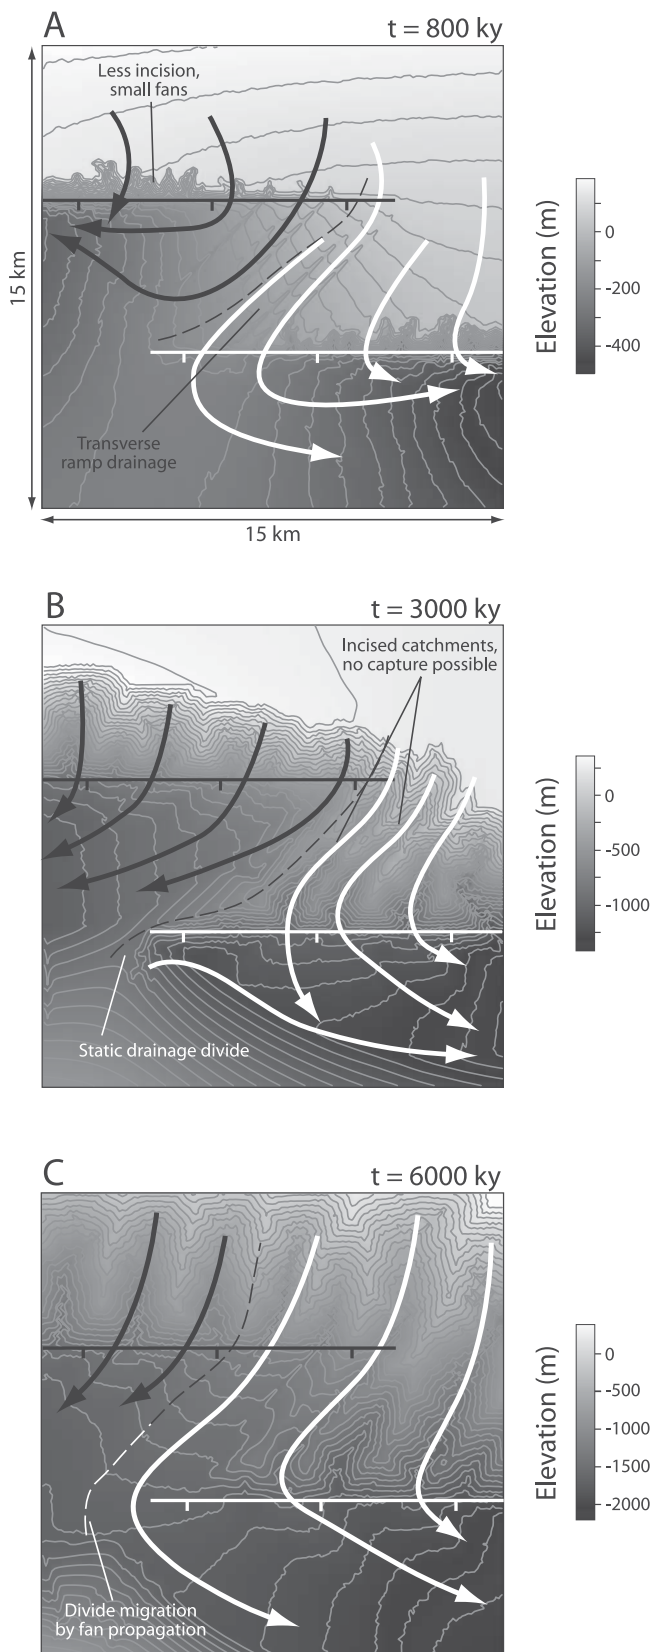 A
t = 800 ky
Less incision,
small fans
15 km
Transverse
ramp drainage
15 km
Elevation (m)
0
-200
-400
B
t = 3000 ky
Incised catchments,
no capture possible
Static drainage divide
Elevation (m)
0
-500
-1000
C
t = 6000 ky
Divide migration
by fan propagation
Elevation (m)
0
-500
-1000
-1500
-2000